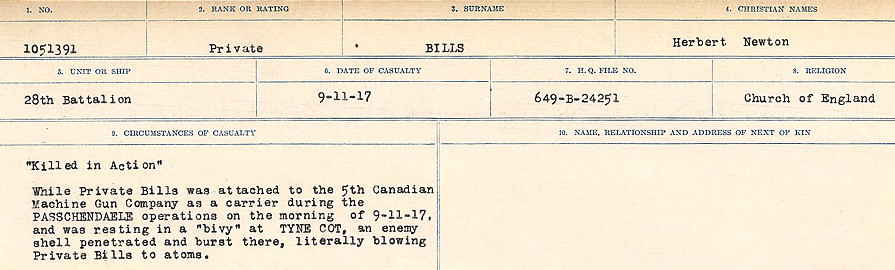 1. NO. 2. RANK OR RATING 3. SURNAME 4. CHRISTIAN NAMES
1051391 Private BILLS Herbert Newton
5. UNIT OR SHIP 6. DATE OF CASUALTY 7. H.Q. FILE NO. 8. RELIGION
28th Battalion 9-11-17 649-B-24251 Church of England
9. CIRCUMSTANCES OF CASUALTY 10. NAME, RELATIONSHIP AND ADDRESS OF NEXT OF KIN
"Killed in Action"
While Private Bills was attached to the 5th Canadian
Machine Gun Company as a carrier during the
PASSCHENDAELE operations on the morning of 9-11-17,
and was resting in a "bivy" at TYNE COT, an enemy
shell penetrated and burst there, literally blowing
Private Bills to atoms.